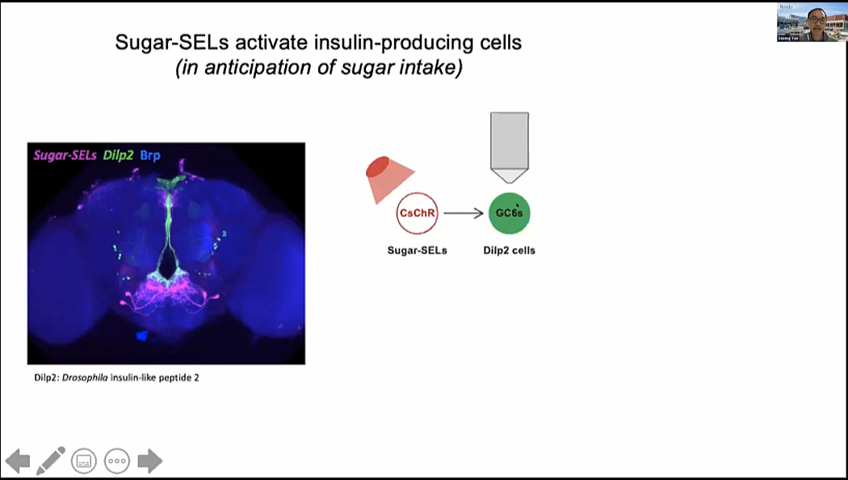 Sugar-SELs activate insulin-producing cells
(in anticipation of sugar intake)
Sugar-SELs Dilp2 Brp
CsChR
GC6s
Sugar-SELs
Dilp2 cells
Dilp2: Drosophila insulin-like peptide 2